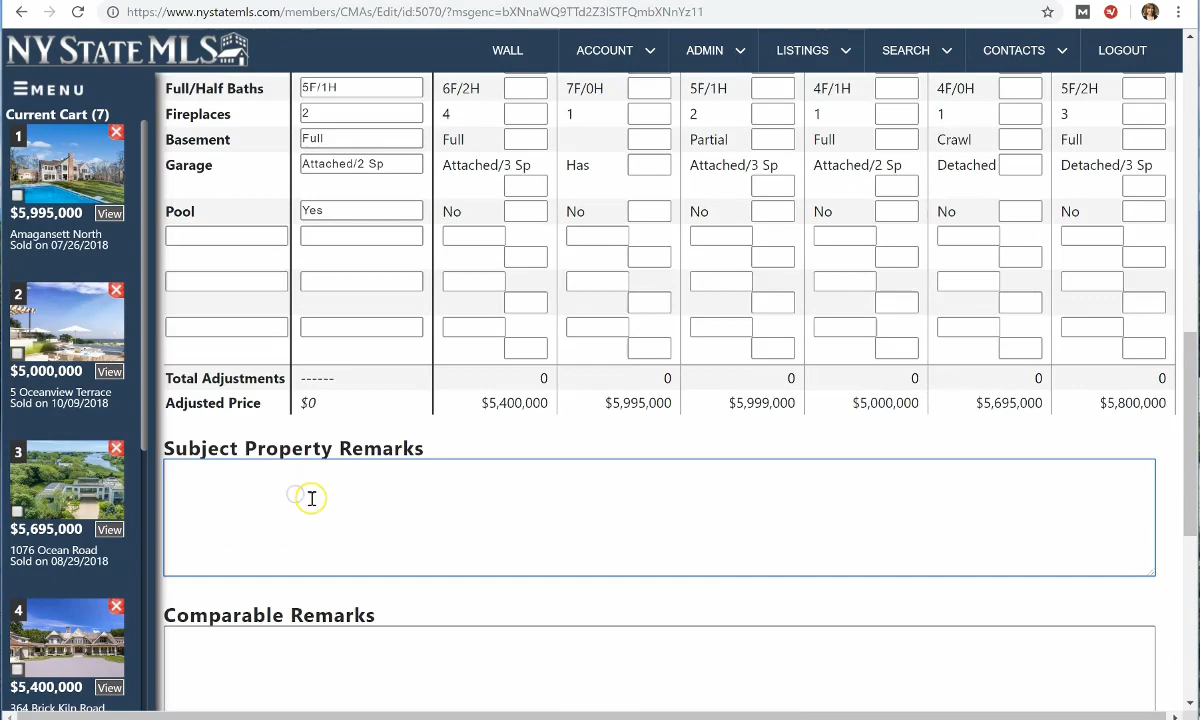 https://www.nystatemls.com/members/CMAs/Edit/id:5070/?msgenc=bXNnaWQ9TTd2Z3lSTFQmbXNnYz11
NY STATE MLS
WALL ACCOUNT ADMIN LISTINGS SEARCH CONTACTS LOGOUT
MENU
Current Cart (7)
1
$5,995,000 View
Amagansett North
Sold on 07/26/2018
2
$5,000,000 View
5 Oceanview Terrace
Sold on 10/09/2018
3
$5,695,000 View
1076 Ocean Road
Sold on 08/29/2018
4
$5,400,000 View
364 Brick Kiln Road
Full/Half Baths 5F/1H 6F/2H 7F/0H 5F/1H 4F/1H 4F/0H 5F/2H
Fireplaces 2 4 1 2 1 1 3
Basement Full Full Partial Full Crawl Full
Garage Attached/2 Sp Attached/3 Sp Has Attached/3 Sp Attached/2 Sp Detached Detached/3 Sp
Pool Yes No No No No No No
Total Adjustments ------ 0 0 0 0 0 0
Adjusted Price $0 $5,400,000 $5,995,000 $5,999,000 $5,000,000 $5,695,000 $5,800,000
Subject Property Remarks
Comparable Remarks